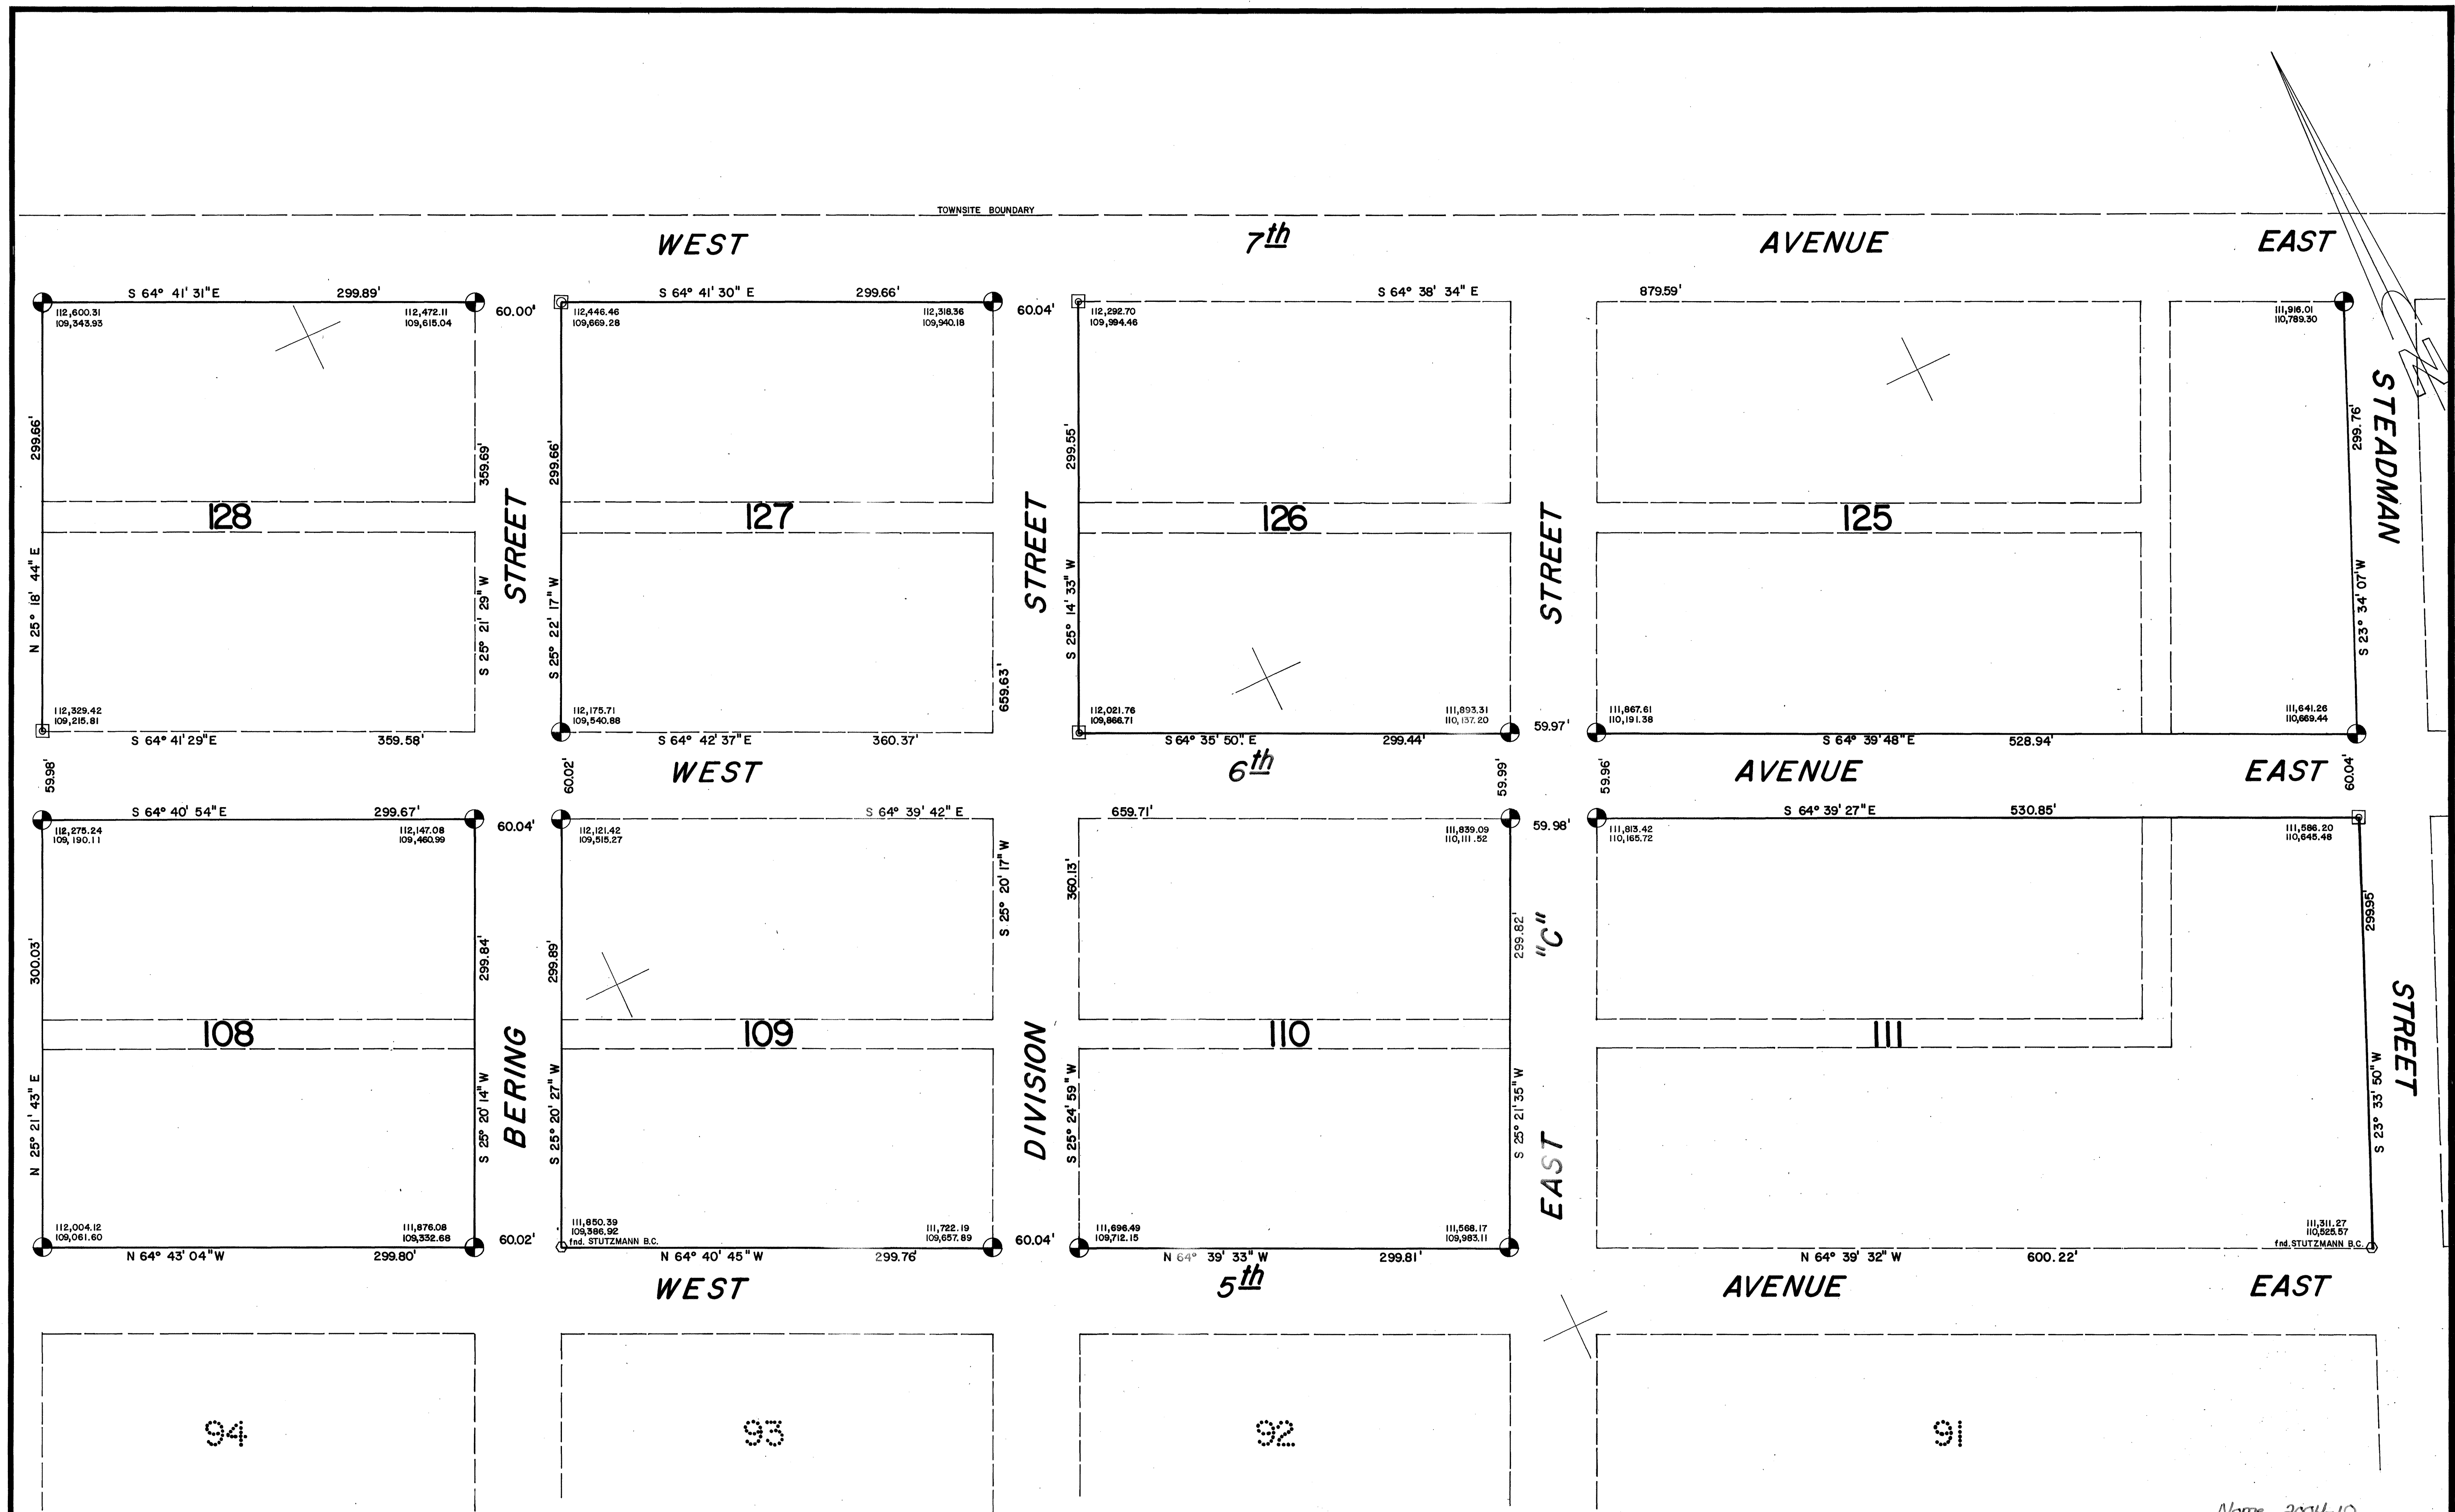 TOWNSITE BOUNDARY
WEST 7th AVENUE EAST
S 64° 41' 31" E 299.89'
S 64° 41' 30" E 299.66'
S 64° 38' 34" E 879.59'
112,600.31
109,343.93
112,472.11
109,615.04
60.00'
112,446.46
109,669.28
112,318.36
109,940.18
60.04'
112,292.70
109,994.46
111,916.01
110,789.30
N
299.66'
359.69'
299.66'
299.55'
299.76'
STEADMAN
128
127
126
125
STREET
STREET
STREET
N 25° 18' 44" E
S 25° 21' 29" W
S 25° 22' 17" W
S 25° 14' 33" W
S 23° 34' 07" W
659.63'
112,329.42
109,215.81
112,175.71
109,540.88
112,021.76
109,866.71
111,893.31
110,137.20
59.97'
111,867.61
110,191.38
111,641.26
110,669.44
S 64° 41' 29" E 359.58'
S 64° 42' 37" E 360.37'
S 64° 35' 50" E 299.44'
S 64° 39' 48" E 528.94'
59.98'
60.02'
59.99'
59.96'
60.04'
WEST 6th AVENUE EAST
S 64° 40' 54" E 299.67'
S 64° 39' 42" E 659.71'
S 64° 39' 27" E 530.85'
112,275.24
109,190.11
112,147.08
109,460.99
60.04'
112,121.42
109,515.27
111,839.09
110,111.52
59.98'
111,813.42
110,165.72
111,586.20
110,645.48
S 25° 20' 17" W
360.13'
300.03'
299.84'
299.89'
299.82'
"C"
299.95'
108
109
110
111
BERING
DIVISION
EAST
STREET
N 25° 21' 43" E
S 25° 20' 14" W
S 25° 20' 27" W
S 25° 24' 59" W
S 25° 21' 35" W
S 23° 33' 50" W
112,004.12
109,061.60
111,876.08
109,332.68
60.02'
111,850.39
109,386.92
fnd. STUTZMANN B.C.
111,722.19
109,657.89
60.04'
111,696.49
109,712.15
111,568.17
109,983.11
111,311.27
110,525.57
fnd. STUTZMANN B.C.
N 64° 43' 04" W 299.80'
N 64° 40' 45" W 299.76'
N 64° 39' 33" W 299.81'
N 64° 39' 32" W 600.22'
WEST 5th AVENUE EAST
94
93
92
91